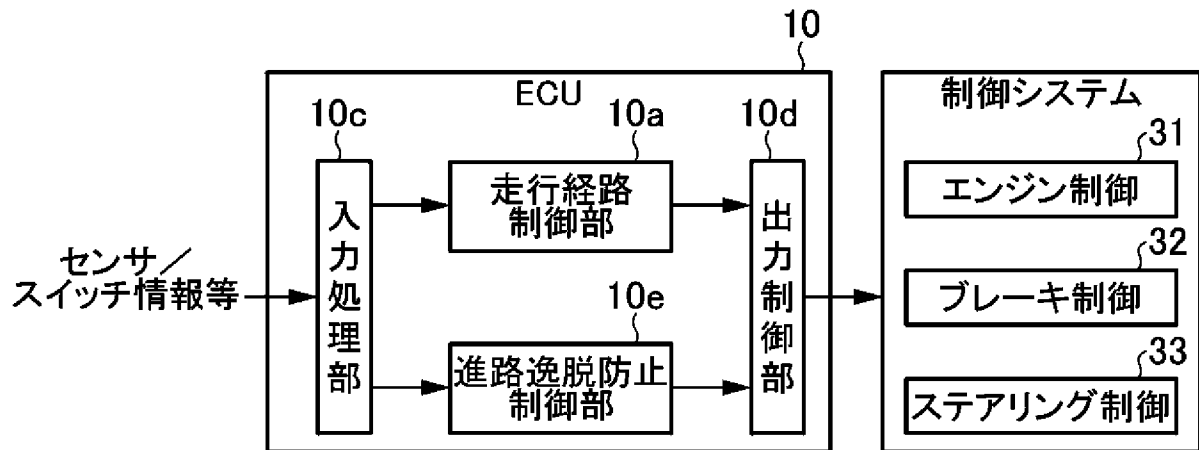 10
ECU
制御システム
10c
10a
10d
31
走行経路
制御部
エンジン制御
入力処理部
出力制御部
センサ／
スイッチ情報等
32
ブレーキ制御
10e
進路逸脱防止
制御部
33
ステアリング制御